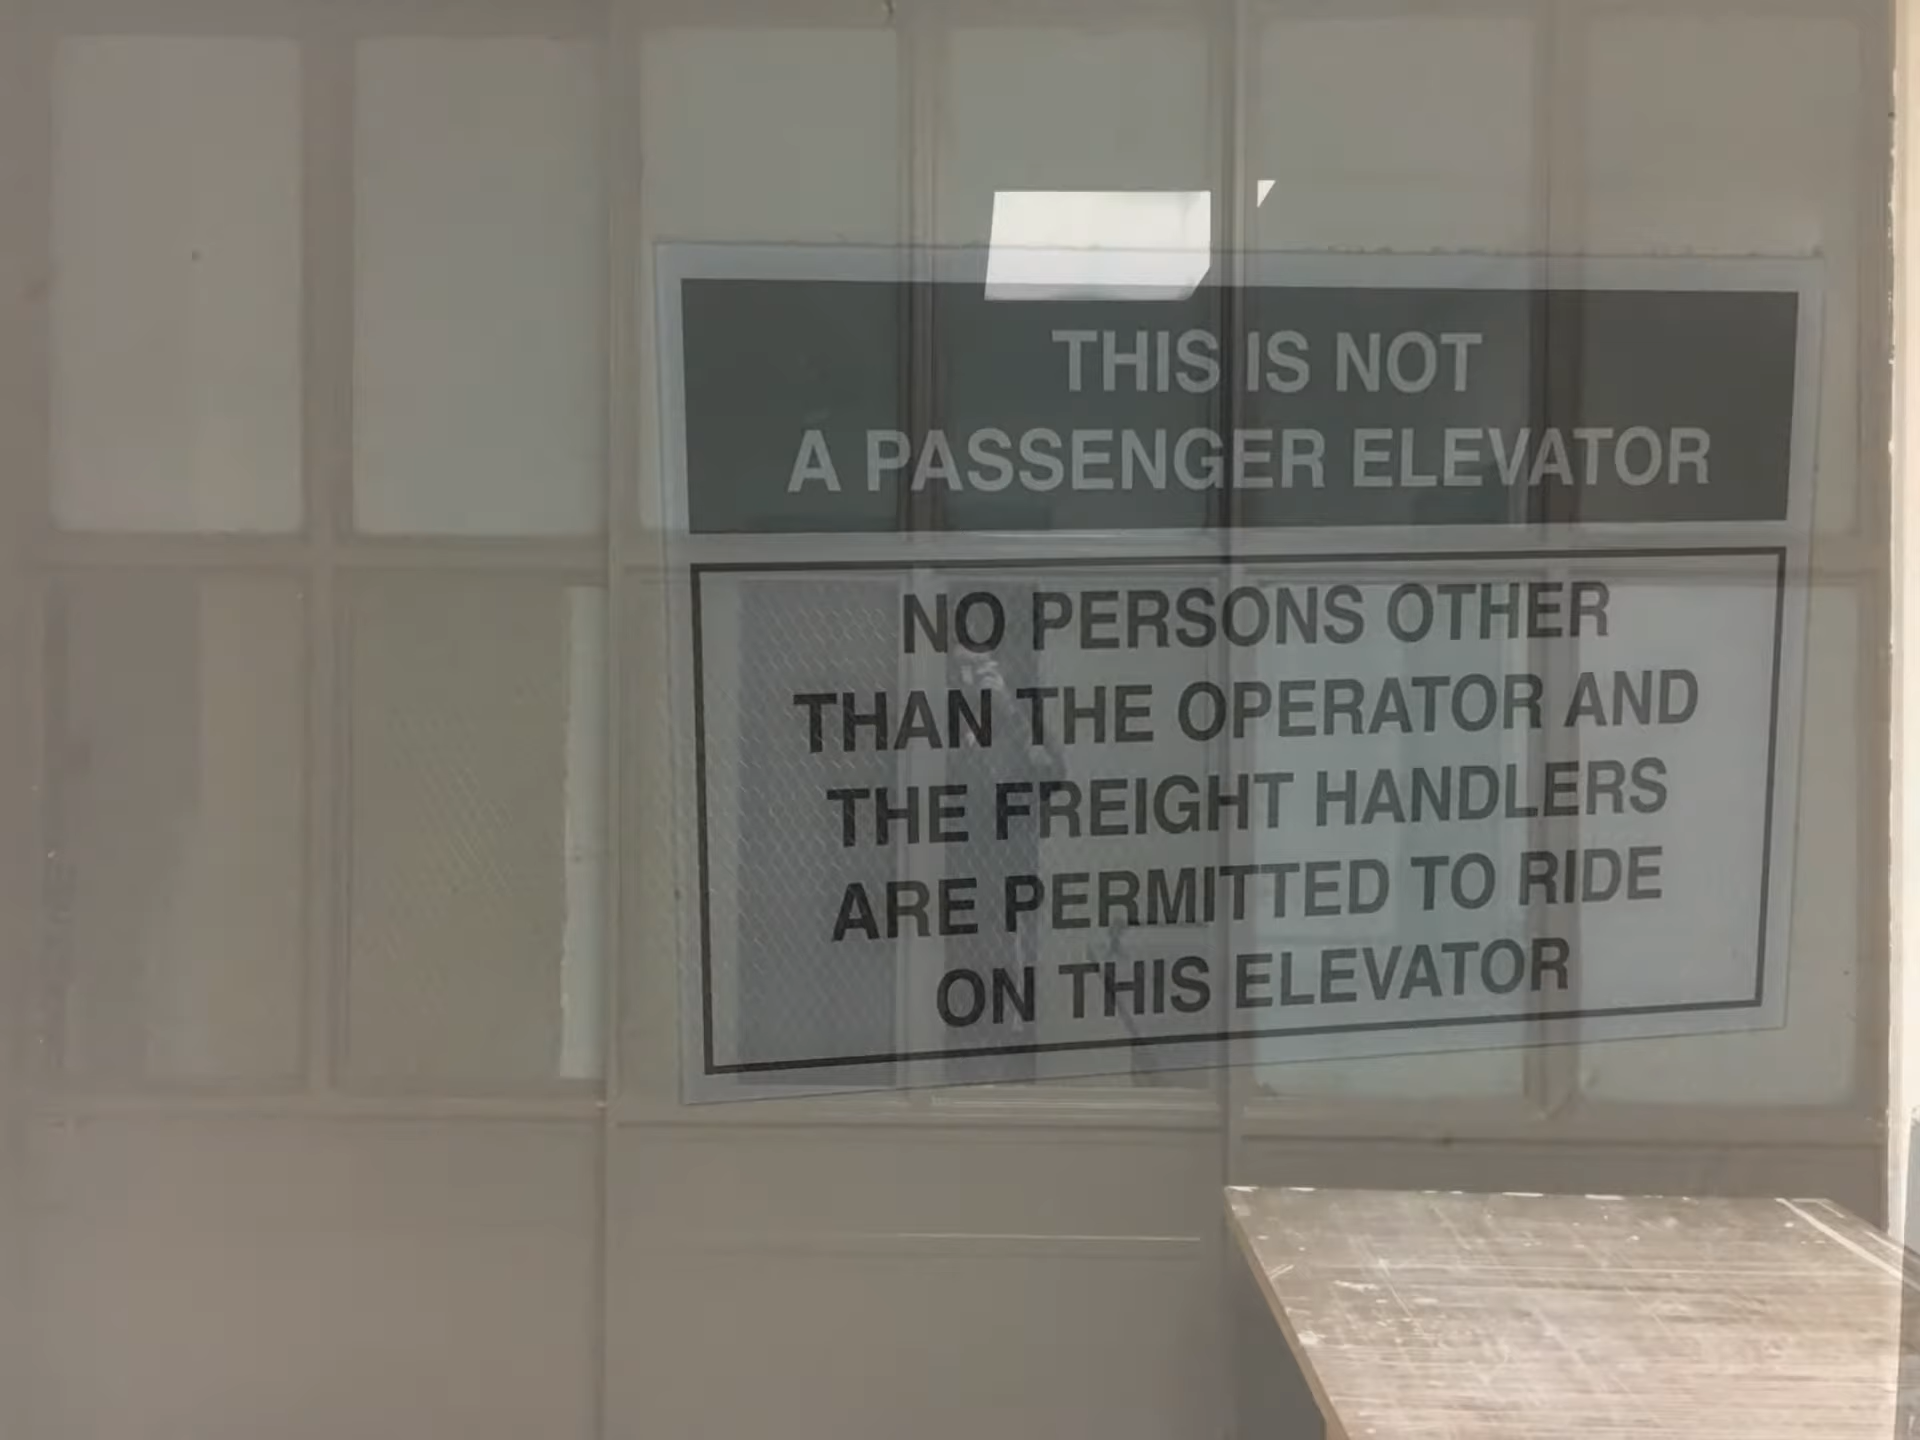 THIS IS NOT
A PASSENGER ELEVATOR
NO PERSONS OTHER
THAN THE OPERATOR AND
THE FREIGHT HANDLERS
ARE PERMITTED TO RIDE
ON THIS ELEVATOR